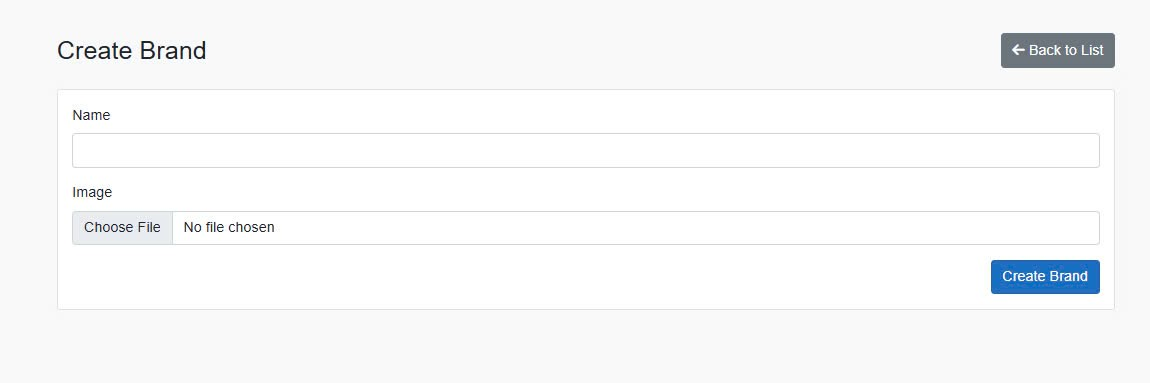 Create Brand
Back to List
Name
Image
Choose File No file chosen
Create Brand